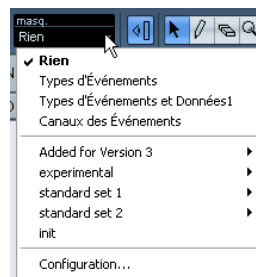 masq.
Rien
Rien
Types d'Événements
Types d'Événements et Données1
Canaux des Événements
Added for Version 3
experimental
standard set 1
standard set 2
init
Configuration...